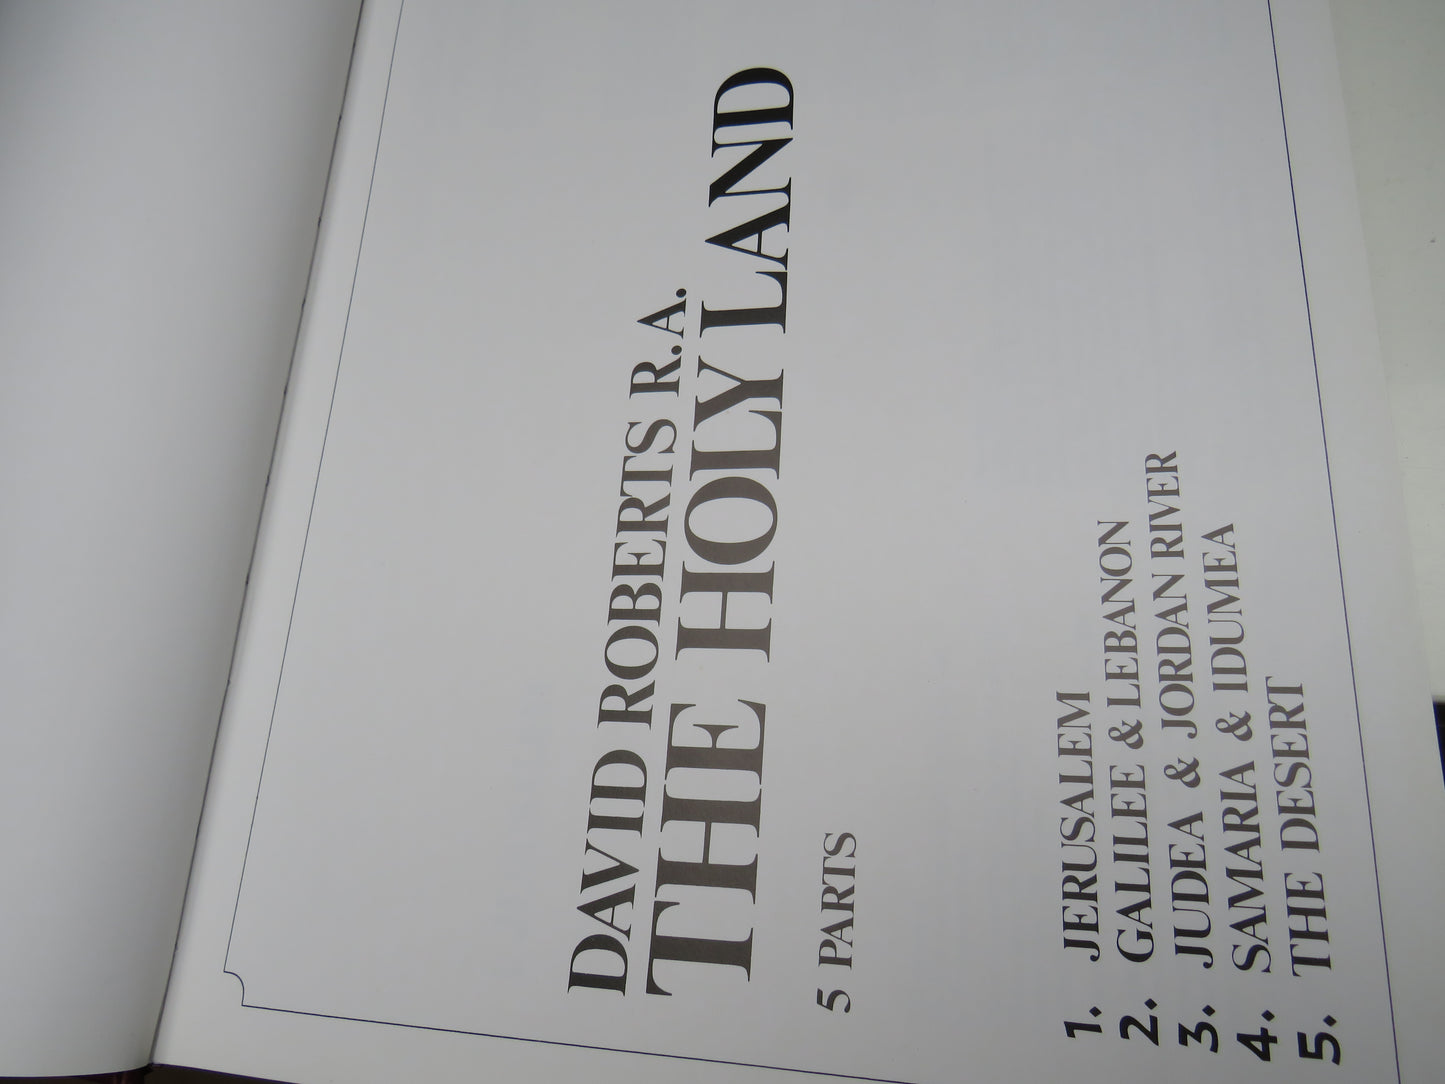 DAVID ROBERTS R.A.
THE HOLY LAND
5 PARTS
1. JERUSALEM
2. GALILEE & LEBANON
3. JUDEA & JORDAN RIVER
4. SAMARIA & IDUMEA
5. THE DESERT